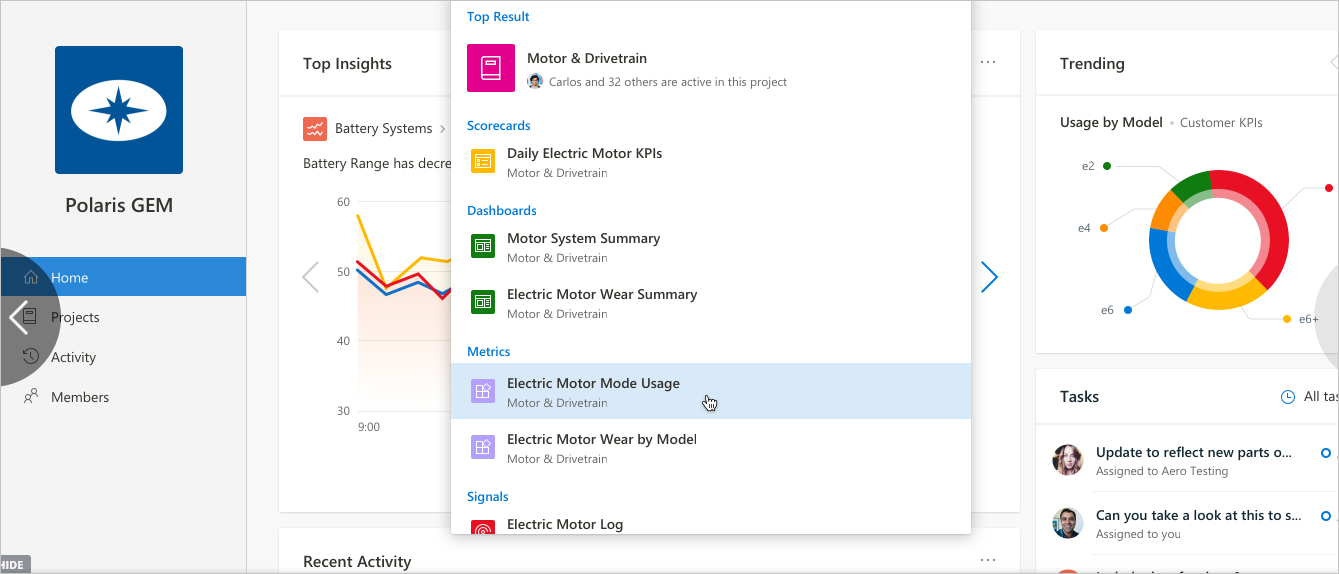 Polaris GEM
Home
Projects
Activity
Members
HIDE
Top Insights
Battery Systems
Battery Range has decre
60
50
40
30
9:00
Recent Activity
Top Result
Motor & Drivetrain
Carlos and 32 others are active in this project
Scorecards
Daily Electric Motor KPIs
Motor & Drivetrain
Dashboards
Motor System Summary
Motor & Drivetrain
Electric Motor Wear Summary
Motor & Drivetrain
Metrics
Electric Motor Mode Usage
Motor & Drivetrain
Electric Motor Wear by Model
Motor & Drivetrain
Signals
Electric Motor Log
Trending
Usage by Model • Customer KPIs
e2
e4
e6
e6+
Tasks
All tas
Update to reflect new parts o...
Assigned to Aero Testing
Can you take a look at this to s...
Assigned to you